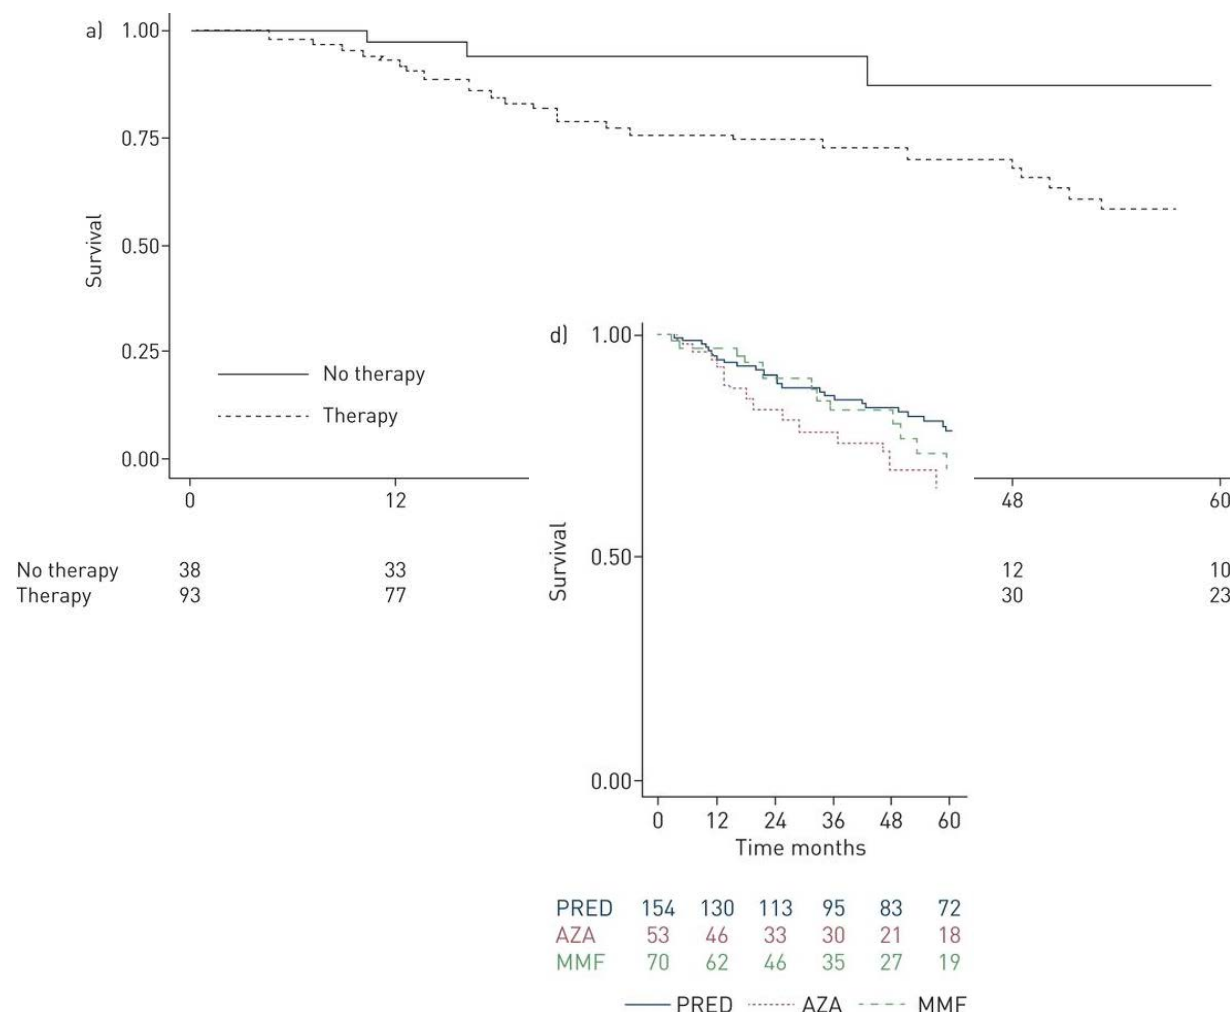 a)
1.00
0.75
Survival
0.50
0.25
No therapy
Therapy
0.00
0 12 48 60
No therapy 38 33 12 10
Therapy 93 77 30 23
d)
1.00
Survival
0.50
0.00
0 12 24 36 48 60
Time months
PRED 154 130 113 95 83 72
AZA 53 46 33 30 21 18
MMF 70 62 46 35 27 19
PRED AZA MMF